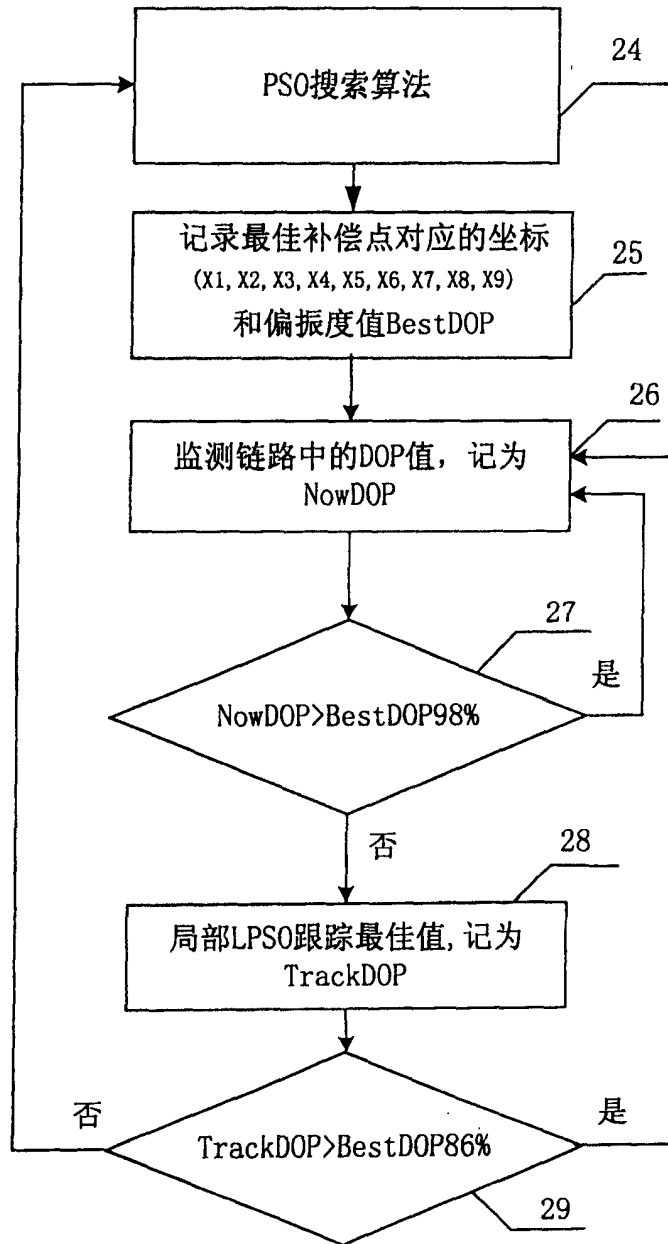 24
PSO搜索算法
记录最佳补偿点对应的坐标
(X1, X2, X3, X4, X5, X6, X7, X8, X9)
和偏振度值BestDOP
25
26
监测链路中的DOP值，记为
NowDOP
27
是
NowDOP>BestDOP98%
否
28
局部LPSO跟踪最佳值,记为
TrackDOP
否
是
TrackDOP>BestDOP86%
29